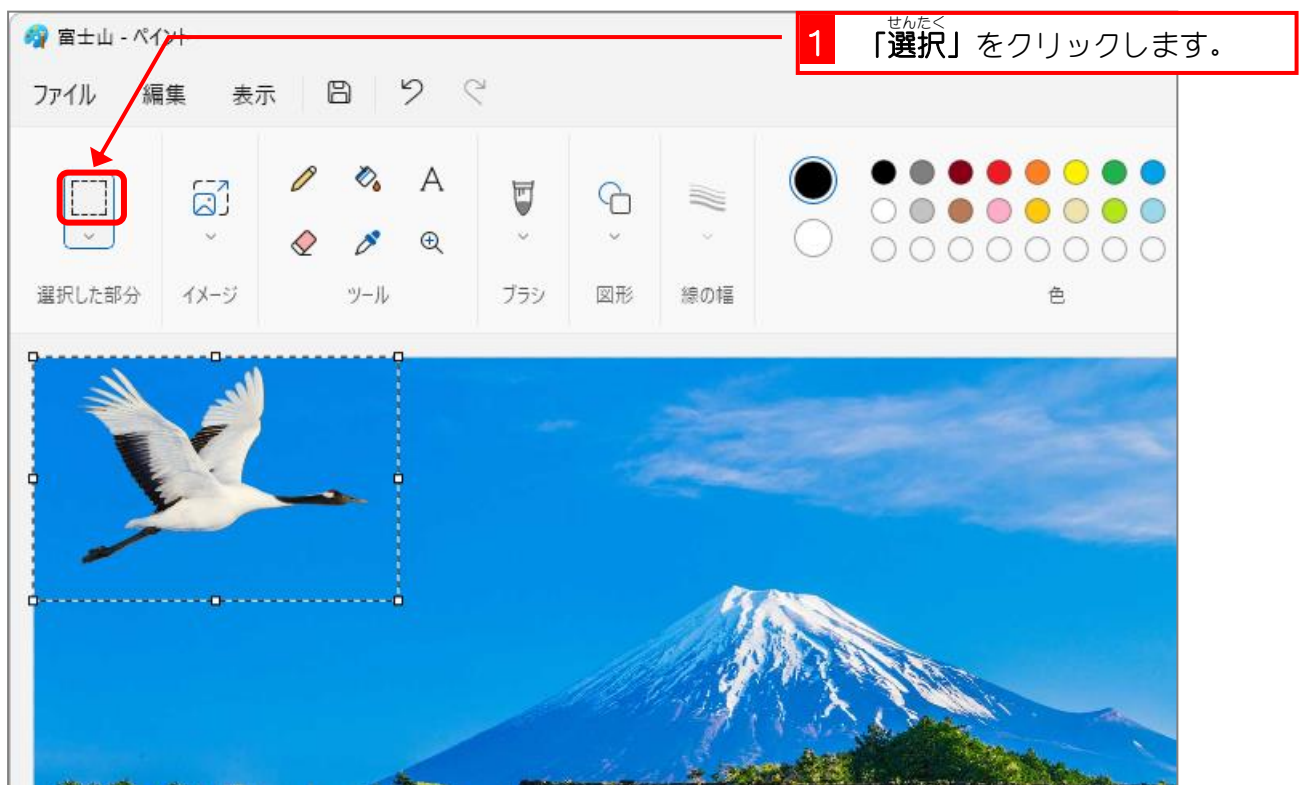 富士山 - ペイント
1
せんたく
「選択」をクリックします。
ファイル 編集 表示
A
選択した部分 イメージ ツール ブラシ 図形 線の幅 色